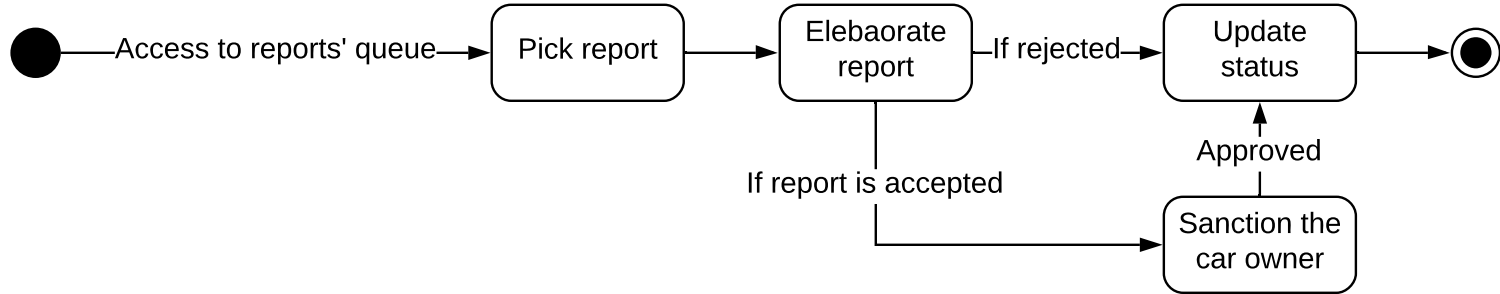 Access to reports' queue
Pick report
Elebaorate
report
If rejected
Update
status
Approved
If report is accepted
Sanction the
car owner